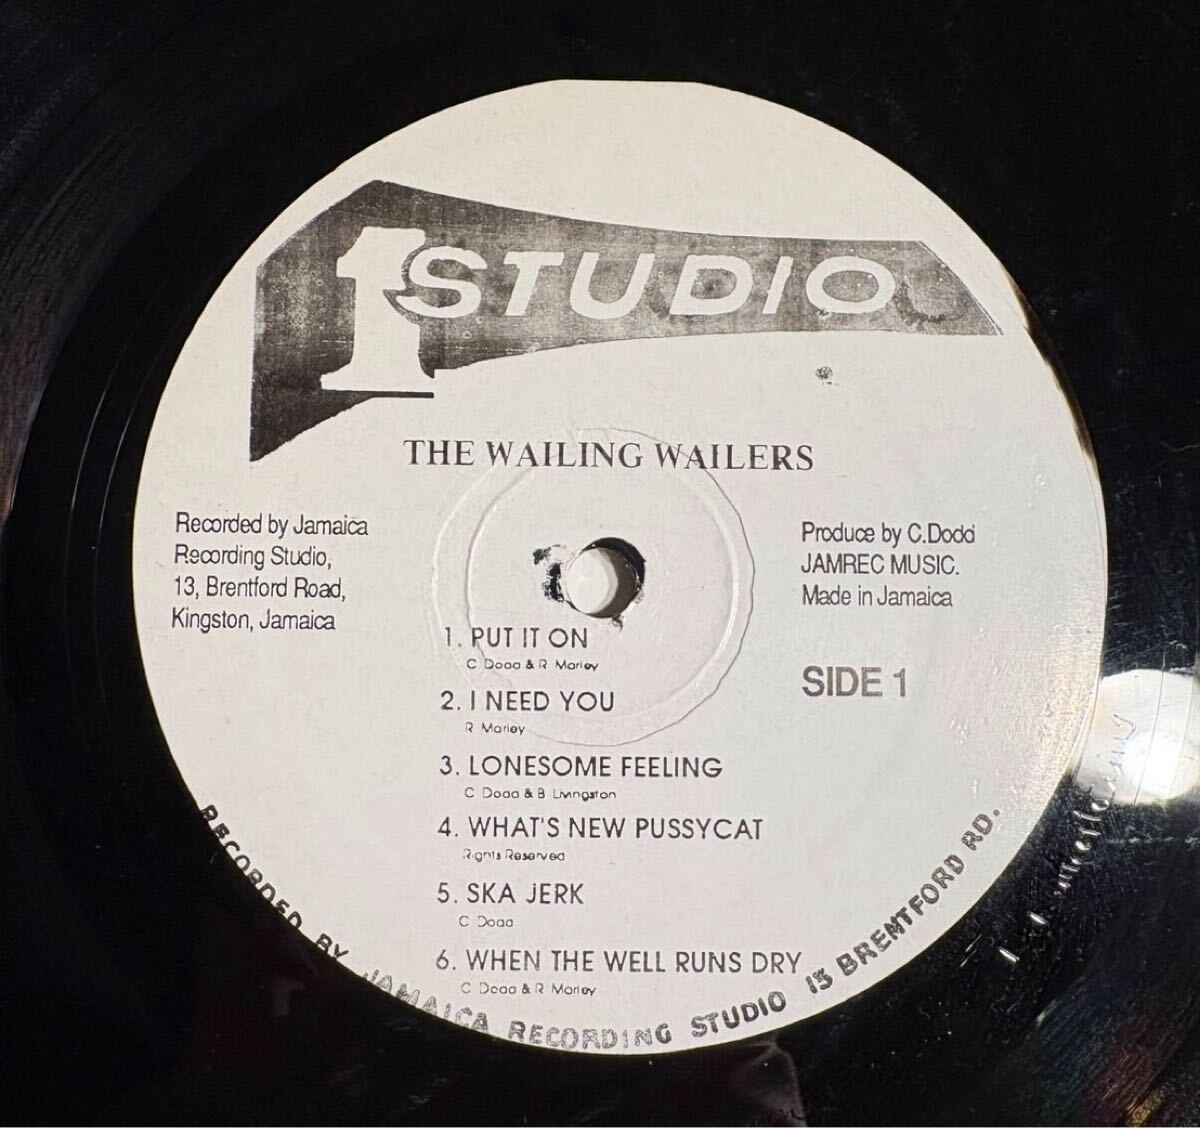 1 STUDIO
THE WAILING WAILERS
Recorded by Jamaica
Recording Studio,
13, Brentford Road,
Kingston, Jamaica
Produce by C.Dodd
JAMREC MUSIC.
Made in Jamaica
SIDE 1
1. PUT IT ON
C Dodd & R Marley
2. I NEED YOU
R Marley
3. LONESOME FEELING
C Dodd & B Livingston
4. WHAT'S NEW PUSSYCAT
Rights Reserved
5. SKA JERK
C Dodd
6. WHEN THE WELL RUNS DRY
C Dodd & R Marley
RECORDED BY JAMAICA RECORDING STUDIO 13 BRENTFORD RD.